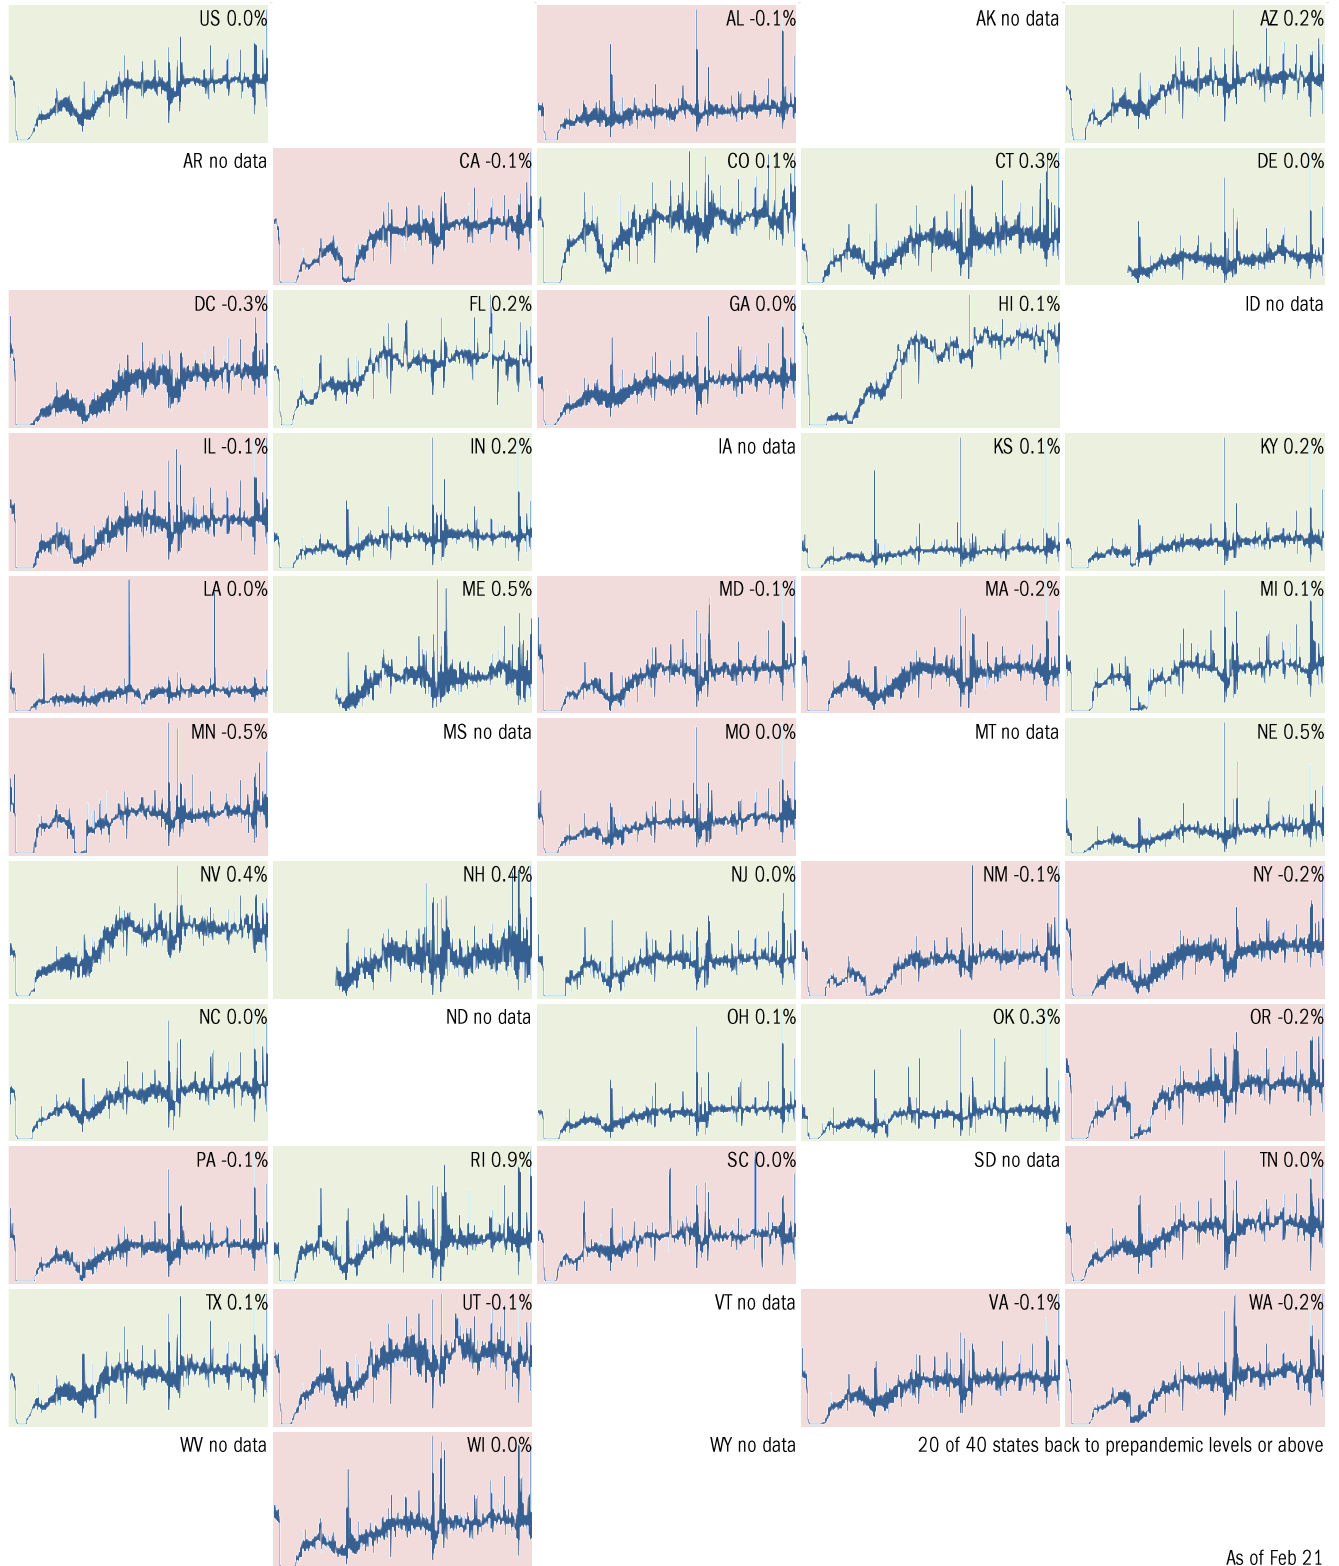 US 0.0%
AL -0.1%
AK no data
AZ 0.2%
AR no data
CA -0.1%
CO 0.1%
CT 0.3%
DE 0.0%
DC -0.3%
FL 0.2%
GA 0.0%
HI 0.1%
ID no data
IL -0.1%
IN 0.2%
IA no data
KS 0.1%
KY 0.2%
LA 0.0%
ME 0.5%
MD -0.1%
MA -0.2%
MI 0.1%
MN -0.5%
MS no data
MO 0.0%
MT no data
NE 0.5%
NV 0.4%
NH 0.4%
NJ 0.0%
NM -0.1%
NY -0.2%
NC 0.0%
ND no data
OH 0.1%
OK 0.3%
OR -0.2%
PA -0.1%
RI 0.9%
SC 0.0%
SD no data
TN 0.0%
TX 0.1%
UT -0.1%
VT no data
VA -0.1%
WA -0.2%
WV no data
WI 0.0%
WY no data
20 of 40 states back to prepandemic levels or above
As of Feb 21